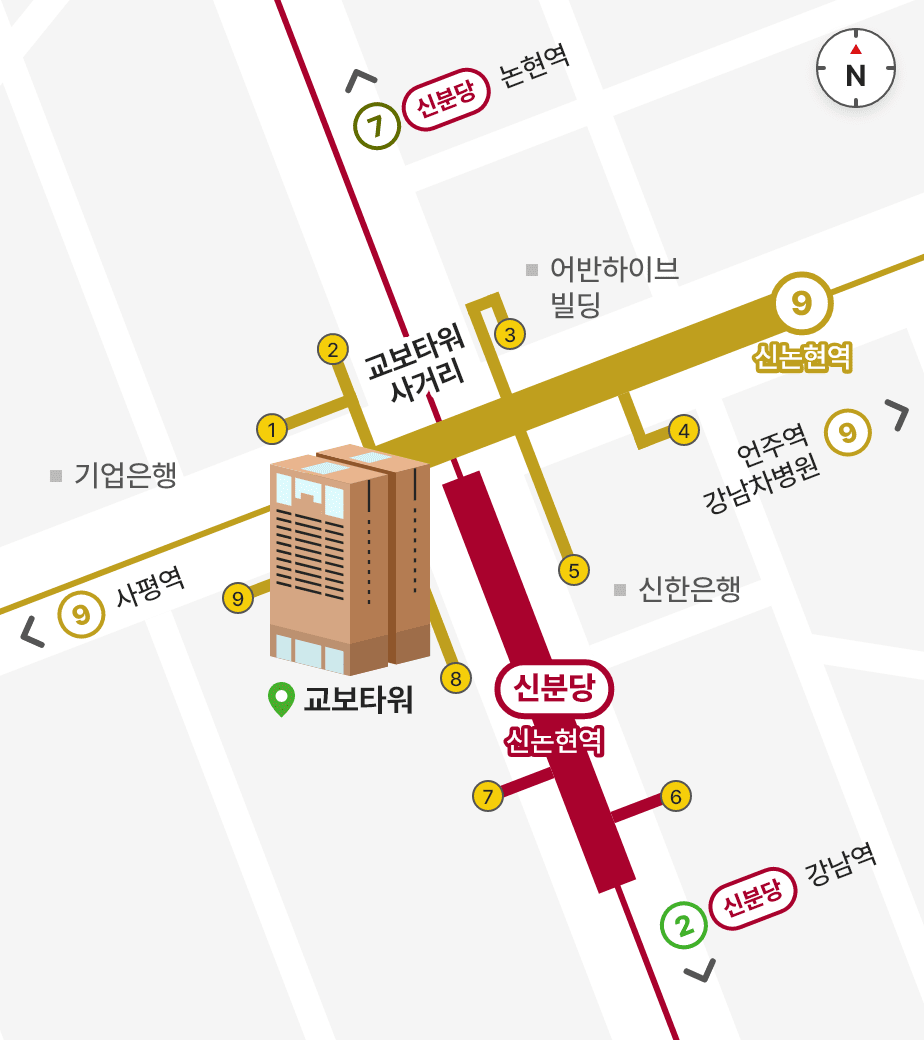 N
논현역
신분당
7
어반하이브
빌딩
9
신논현역
3
2
교보타워
사거리
1
4
언주역
강남차병원
9
기업은행
5
신한은행
사평역
9
9
8
교보타워
신분당
신논현역
7
6
강남역
신분당
2